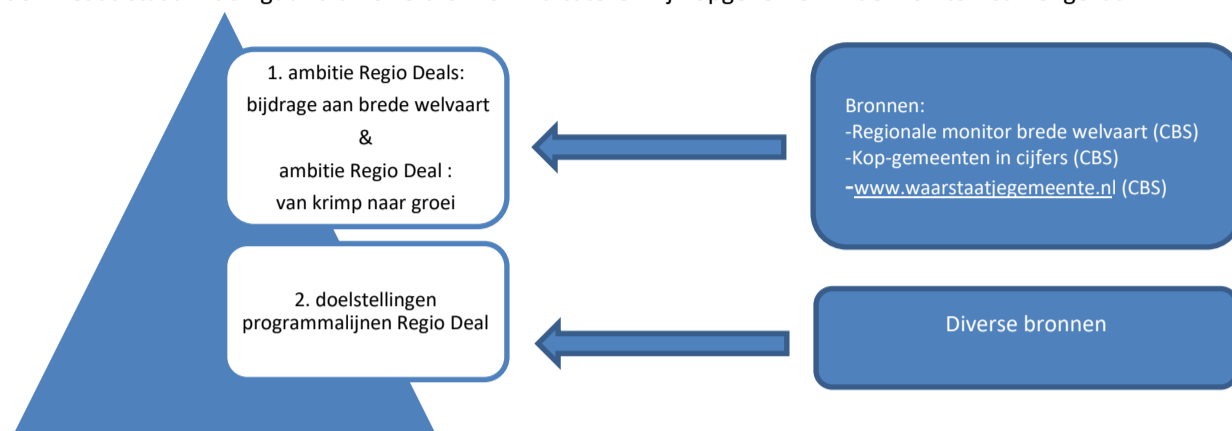 1. ambitie Regio Deals:
bijdrage aan brede welvaart
&
ambitie Regio Deal :
van krimp naar groei
Bronnen:
-Regionale monitor brede welvaart (CBS)
-Kop-gemeenten in cijfers (CBS)
-www.waarstaatjegemeente.nl (CBS)
2. doelstellingen
programmalijnen Regio Deal
Diverse bronnen